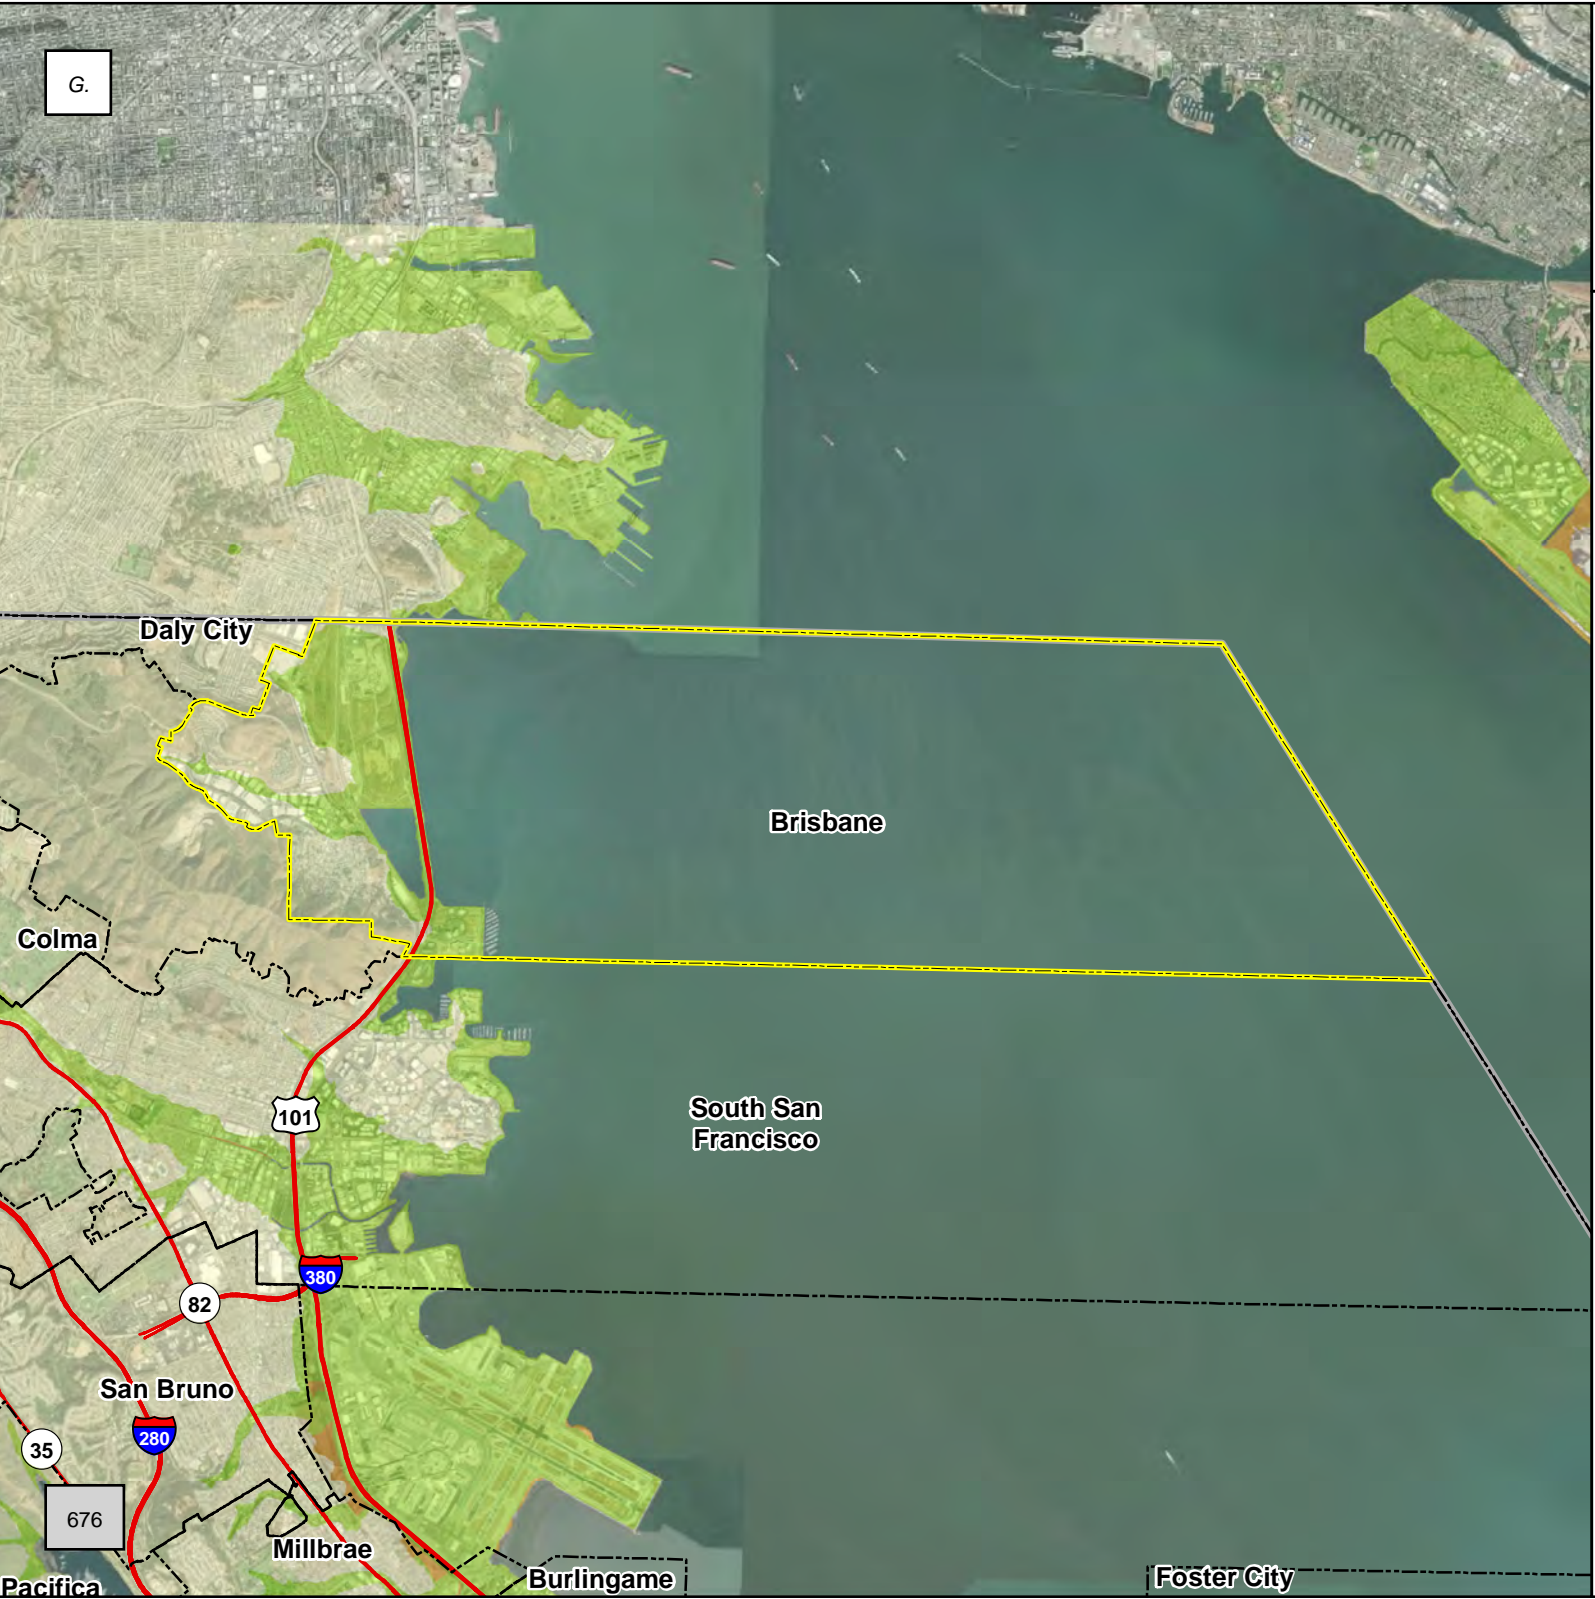 G.
Daly City
Brisbane
Colma
South San
Francisco
101
380
82
San Bruno
280
35
676
Millbrae
Burlingame
Foster City
Pacifica